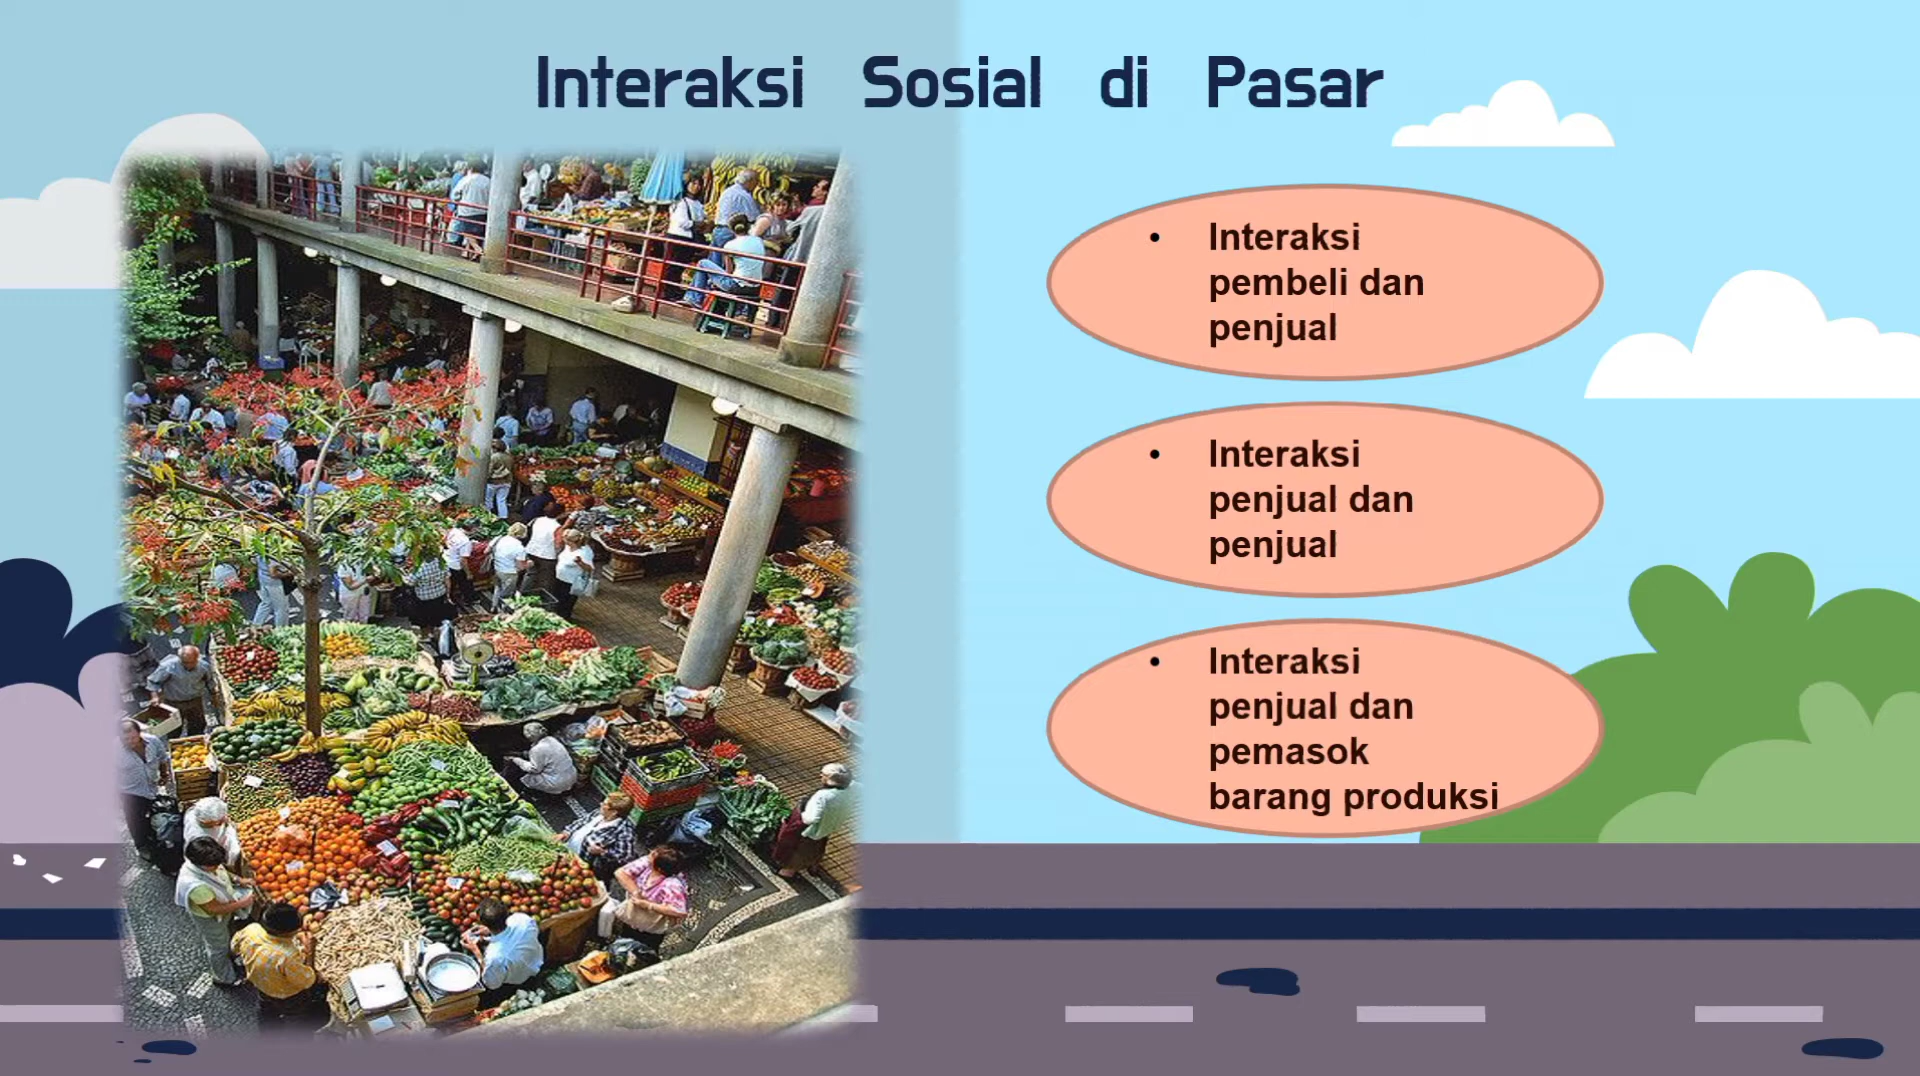 Interaksi Sosial di Pasar
• Interaksi
pembeli dan
penjual
• Interaksi
penjual dan
penjual
• Interaksi
penjual dan
pemasok
barang produksi